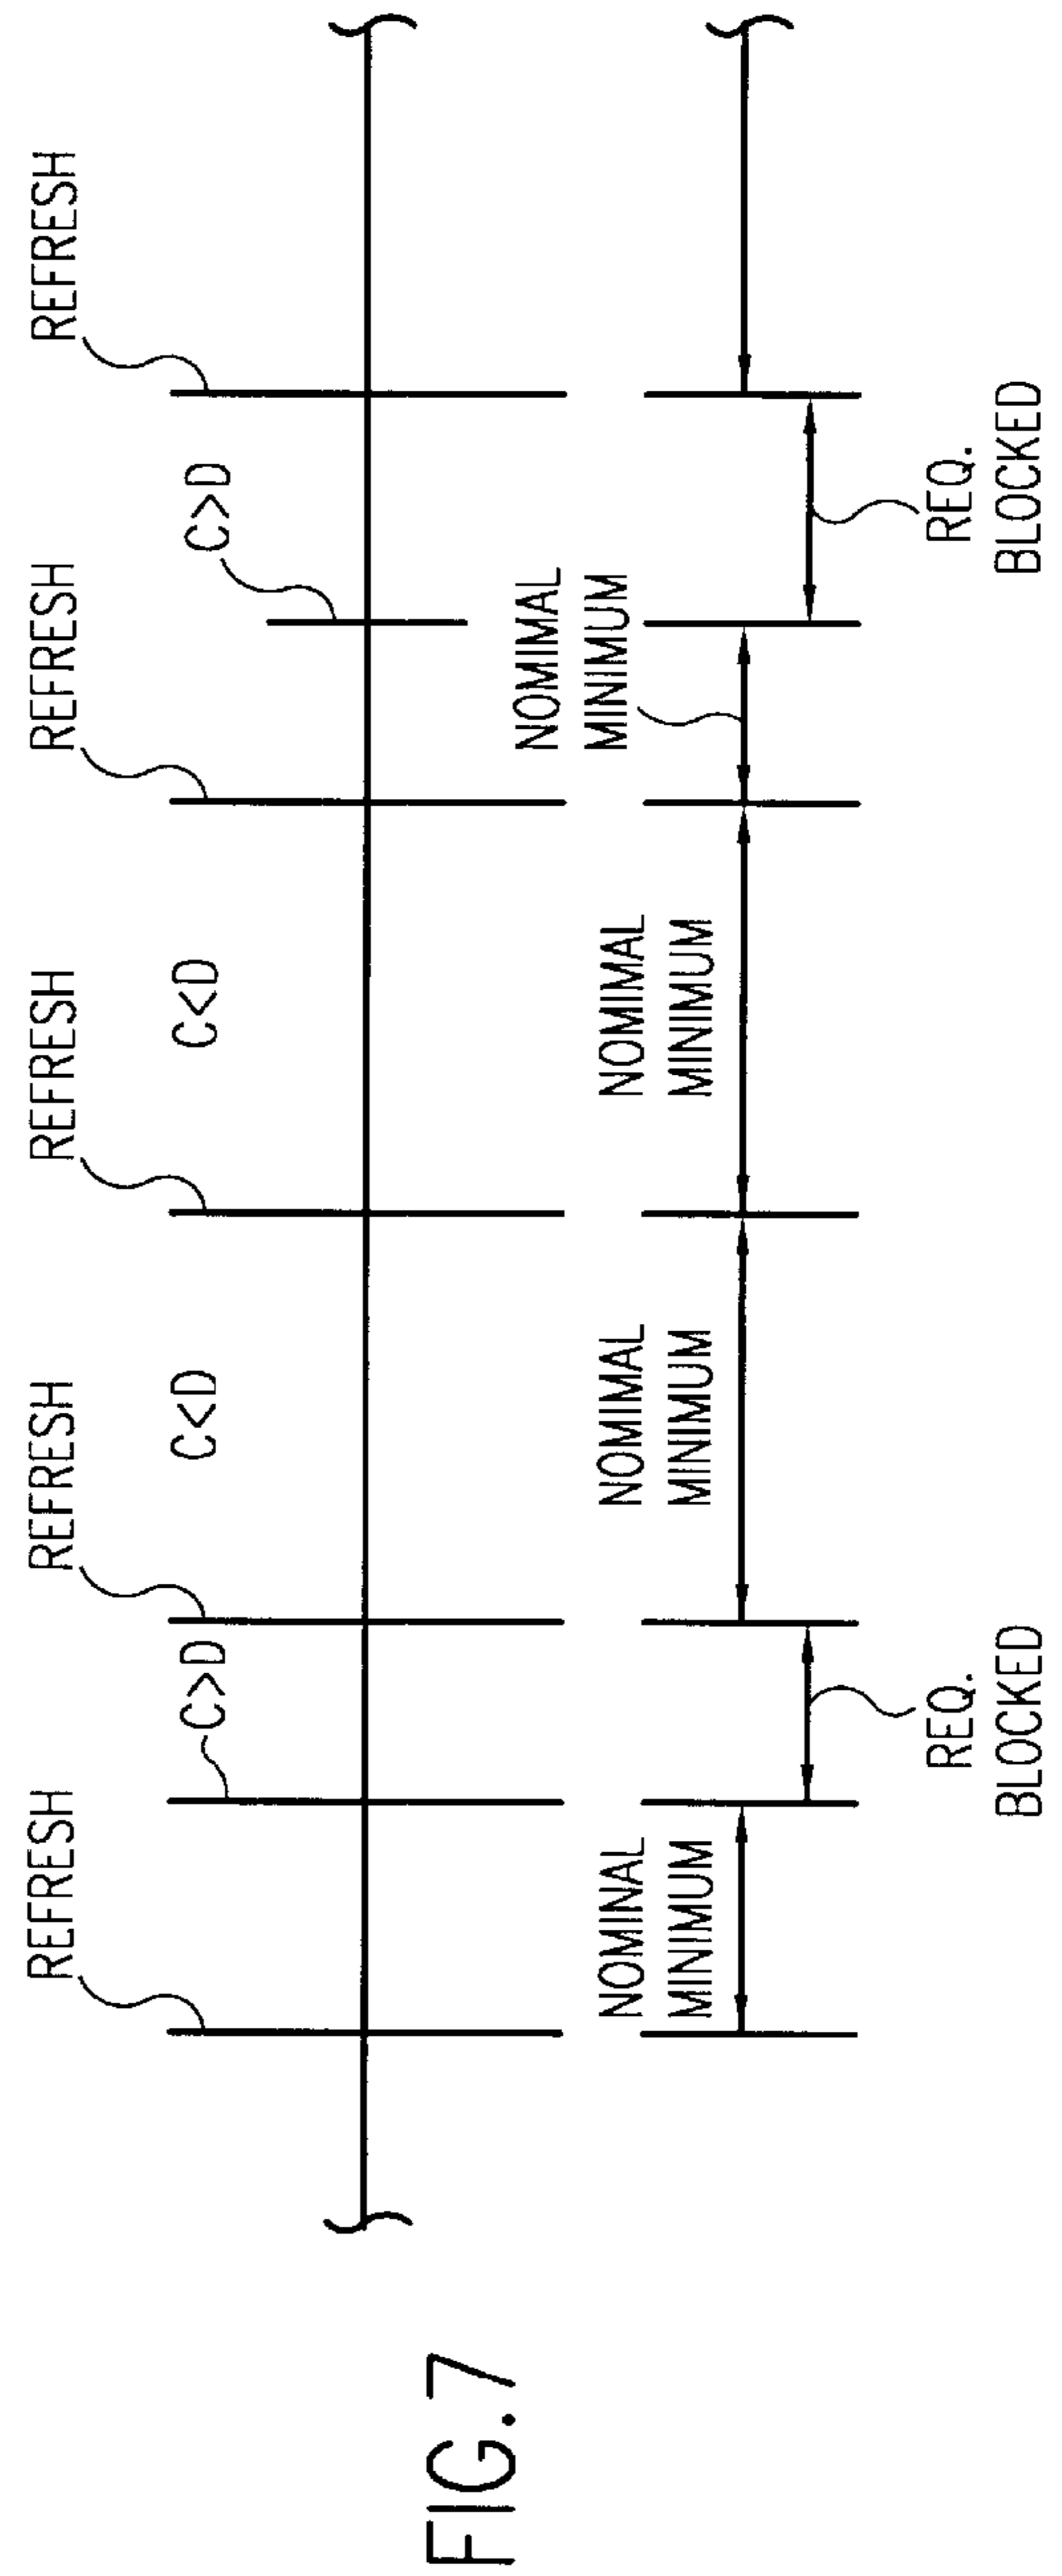 REFRESH
REFRESH
REFRESH
REFRESH
REFRESH
C>D
C<D
C<D
C>D
NOMINAL
MINIMUM
NOMIMAL
MINIMUM
NOMIMAL
MINIMUM
NOMIMAL
MINIMUM
REQ.
BLOCKED
REQ.
BLOCKED
FIG.7